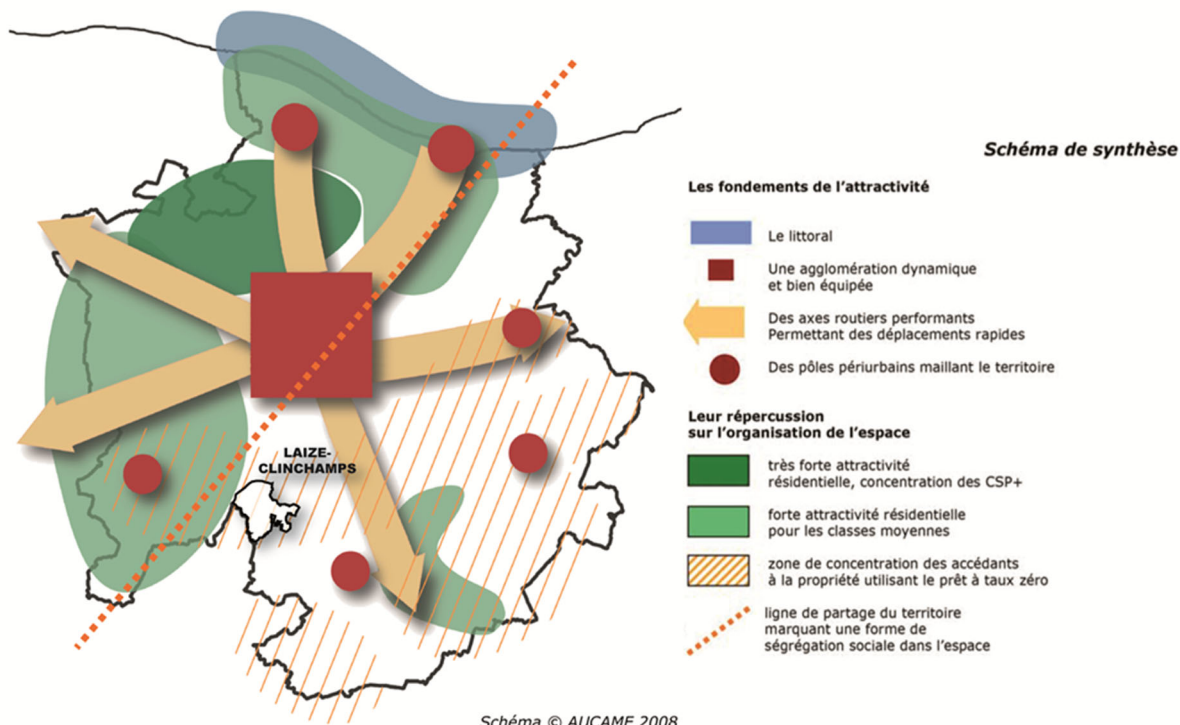 Schéma de synthèse
Les fondements de l'attractivité
Le littoral
Une agglomération dynamique
et bien équipée
Des axes routiers performants
Permettant des déplacements rapides
Des pôles périurbains maillant le territoire
Leur répercussion
sur l'organisation de l'espace
très forte attractivité
résidentielle, concentration des CSP+
forte attractivité résidentielle
pour les classes moyennes
zone de concentration des accédants
à la propriété utilisant le prêt à taux zéro
ligne de partage du territoire
marquant une forme de
ségrégation sociale dans l'espace
LAIZE-
CLINCHAMPS
Schéma © AUCAME 2008